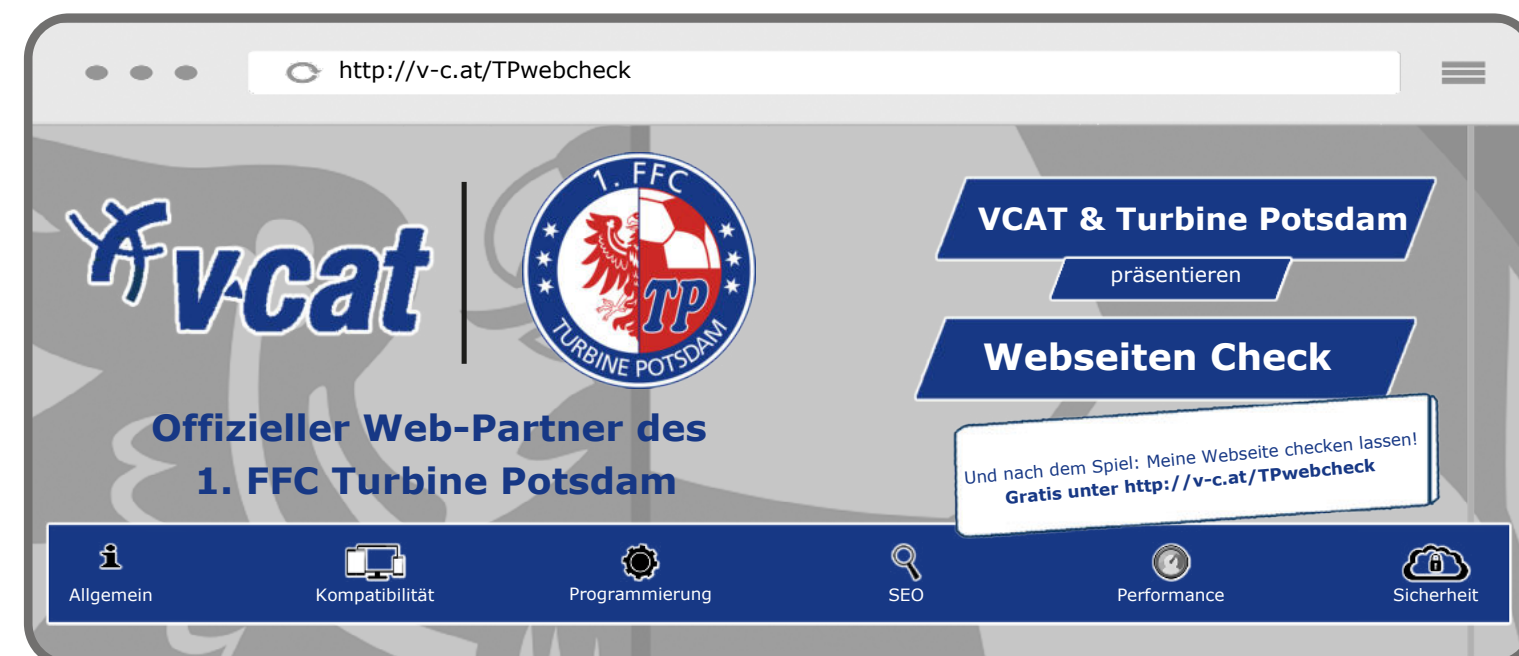 http://v-c.at/TPwebcheck
v-cat
1. FFC
TP
TURBINE POTSDAM
VCAT & Turbine Potsdam
präsentieren
Webseiten Check
Offizieller Web-Partner des
1. FFC Turbine Potsdam
Und nach dem Spiel: Meine Webseite checken lassen!
Gratis unter http://v-c.at/TPwebcheck
Allgemein
Kompatibilität
Programmierung
SEO
Performance
Sicherheit